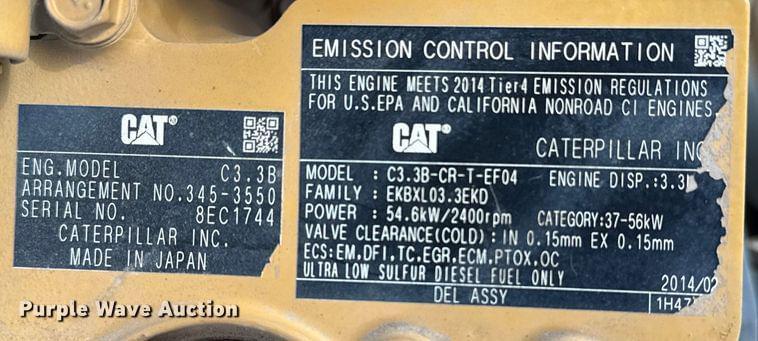 CAT®
ENG.MODEL C3.3B
ARRANGEMENT NO.345-3550
SERIAL NO. 8EC1744
CATERPILLAR INC.
MADE IN JAPAN
EMISSION CONTROL INFORMATION
THIS ENGINE MEETS 2014 Tier4 EMISSION REGULATIONS
FOR U.S.EPA AND CALIFORNIA NONROAD CI ENGINES.
CAT® CATERPILLAR INC
MODEL : C3.3B-CR-T-EF04 ENGINE DISP.:3.3
FAMILY : EKBXL03.3EKD
POWER : 54.6kW/2400rpm CATEGORY:37-56kW
VALVE CLEARANCE(COLD) : IN 0.15mm EX 0.15mm
ECS:EM,DFI,TC,EGR,ECM,PTOX,OC
ULTRA LOW SULFUR DIESEL FUEL ONLY 2014/02
DEL ASSY 1H47
Purple Wave Auction